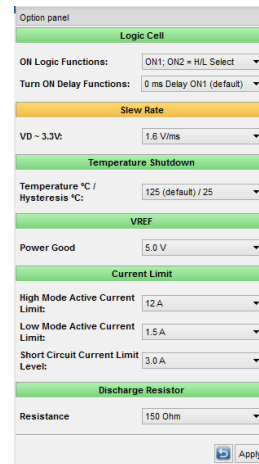 Option panel
Logic Cell
ON Logic Functions: ON1; ON2 = H/L Select
Turn ON Delay Functions: 0 ms Delay ON1 (default)
Slew Rate
VD ~ 3.3V: 1.6 V/ms
Temperature Shutdown
Temperature ºC /
Hysteresis ºC: 125 (default) / 25
VREF
Power Good 5.0 V
Current Limit
High Mode Active Current
Limit: 12 A
Low Mode Active Current
Limit: 1.5 A
Short Circuit Current Limit
Level: 3.0 A
Discharge Resistor
Resistance 150 Ohm
Apply